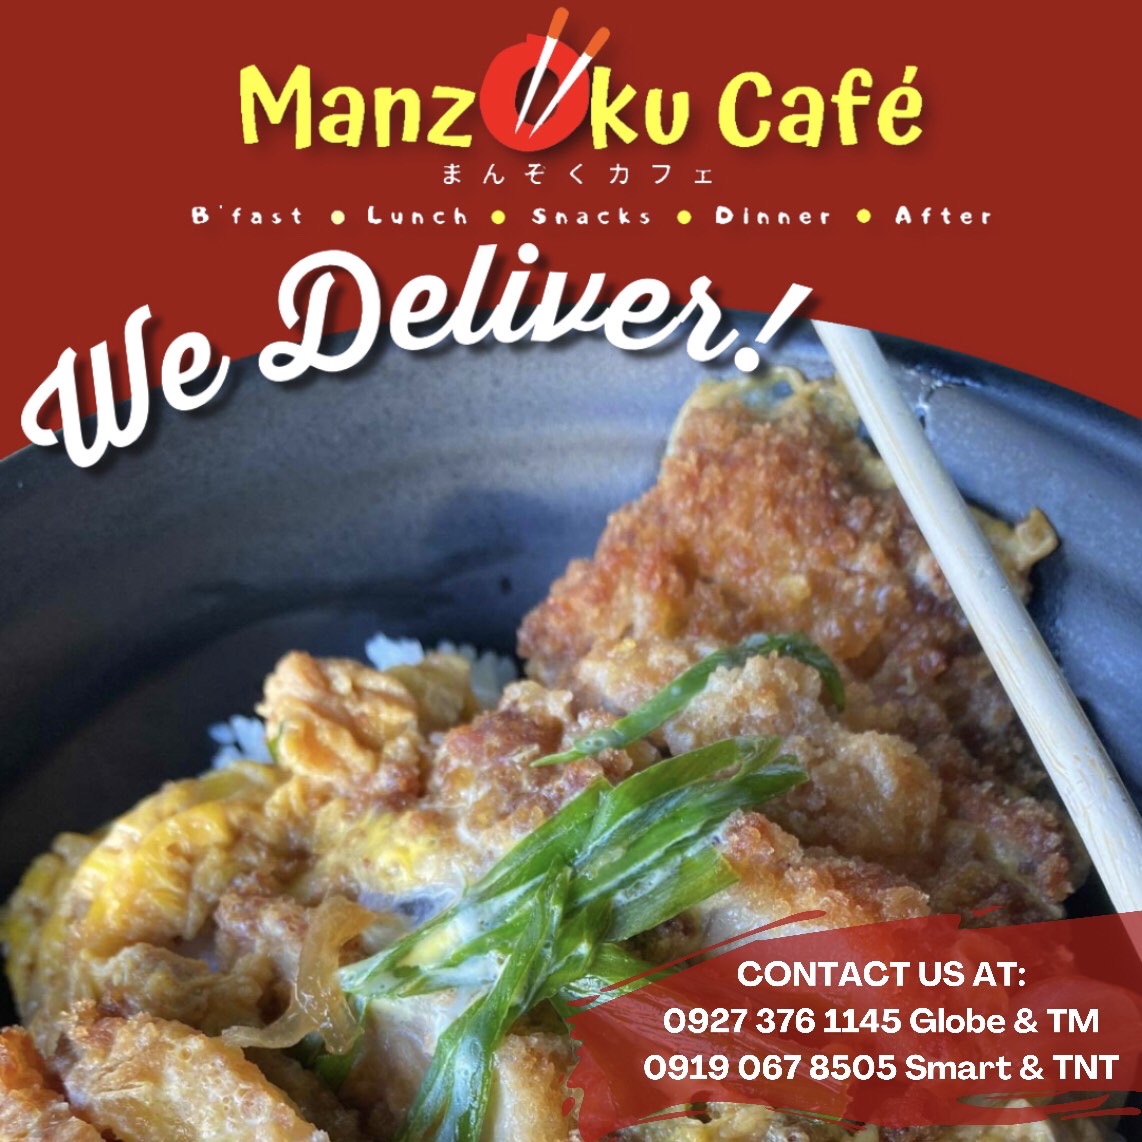 Manzoku Café
まんぞくカフェ
B'fast • Lunch • Snacks • Dinner • After
We Deliver!
CONTACT US AT:
0927 376 1145 Globe & TM
0919 067 8505 Smart & TNT